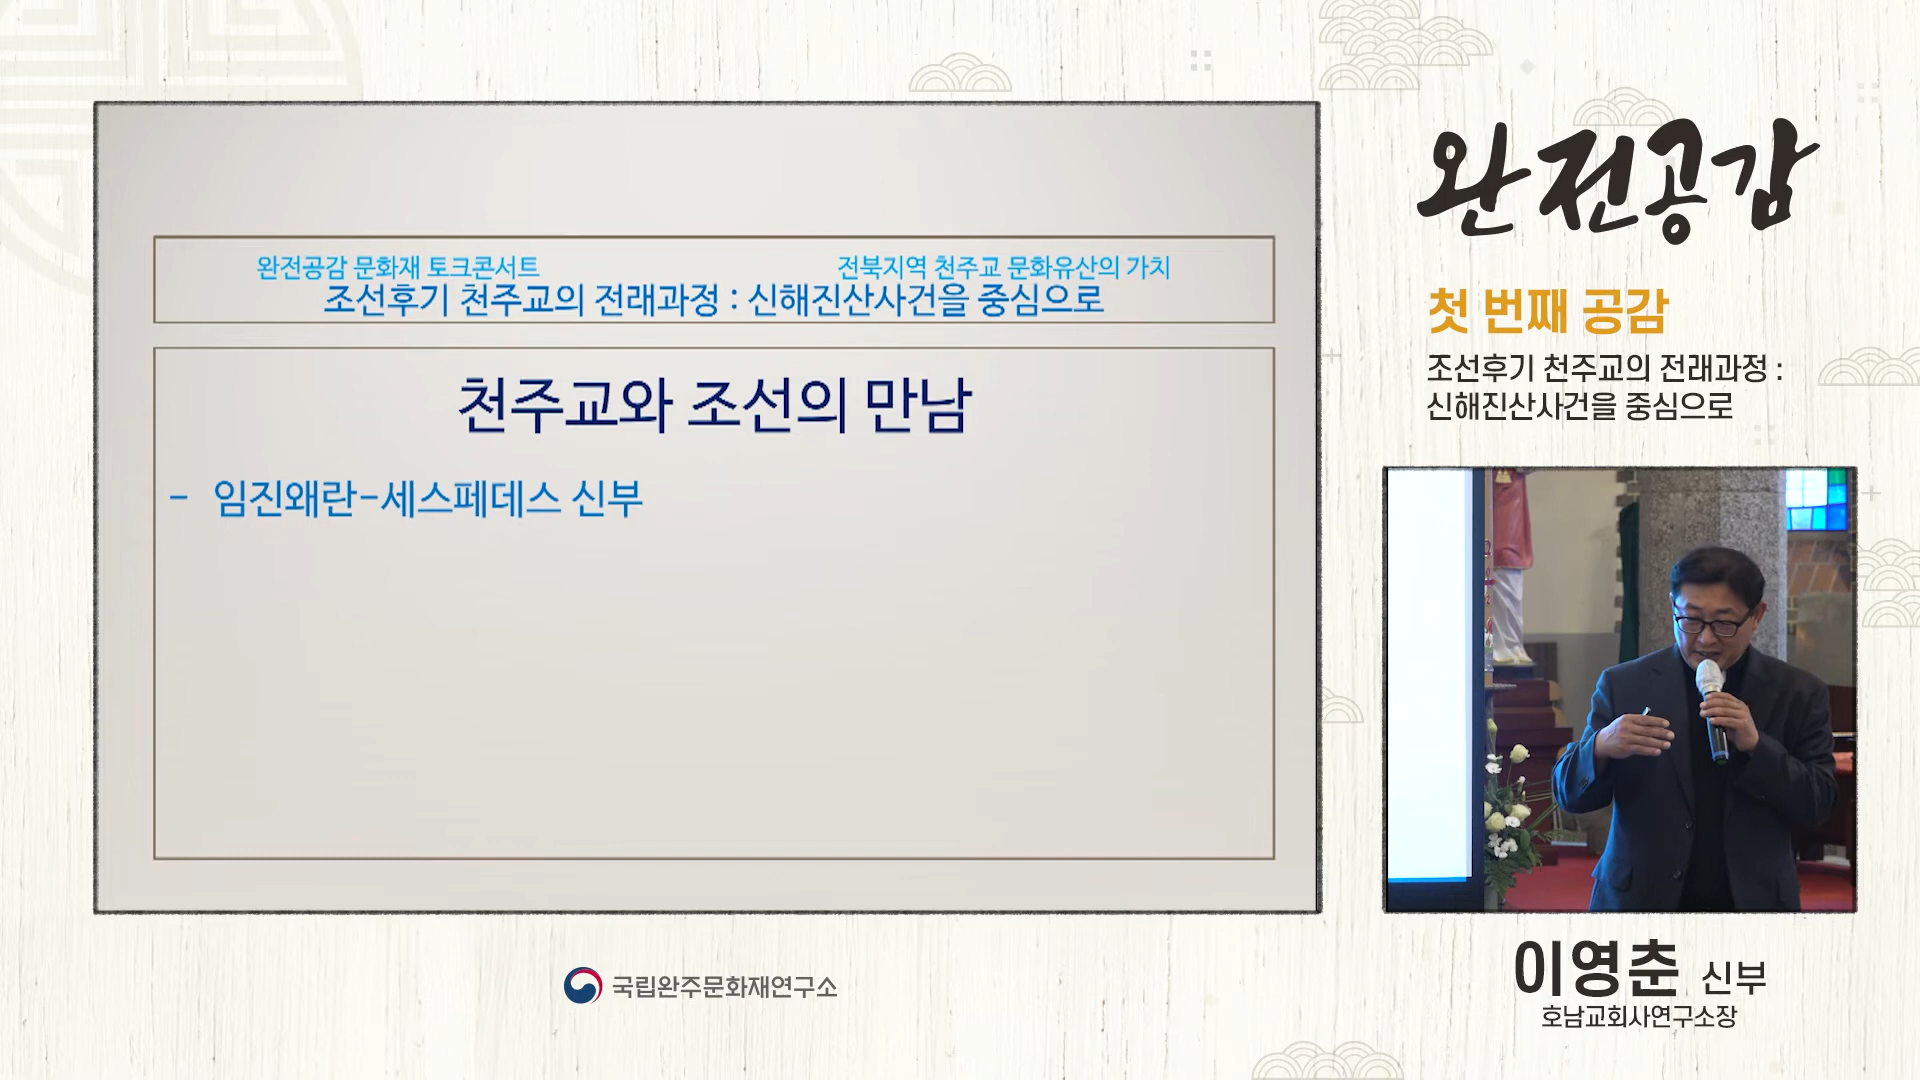 완전공감 문화재 토크콘서트 전북지역 천주교 문화유산의 가치
조선후기 천주교의 전래과정 : 신해진산사건을 중심으로
천주교와 조선의 만남
- 임진왜란-세스페데스 신부
완전공감
첫 번째 공감
조선후기 천주교의 전래과정 :
신해진산사건을 중심으로
이영춘 신부
호남교회사연구소장
국립완주문화재연구소